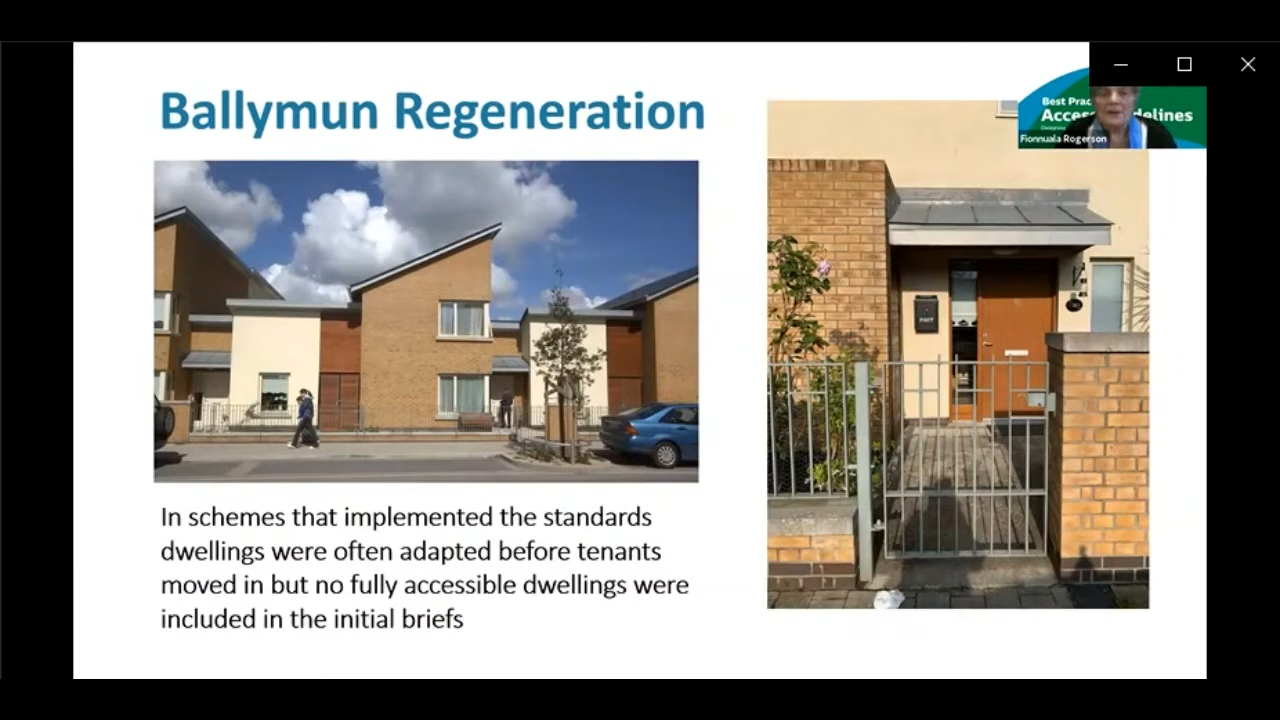 Ballymun Regeneration
Best Prac
Acces delines
Fionnuala Rogerson
POST
In schemes that implemented the standards
dwellings were often adapted before tenants
moved in but no fully accessible dwellings were
included in the initial briefs